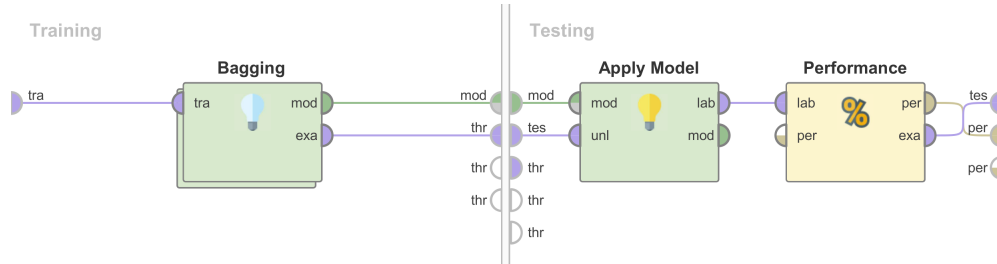 Training
Testing
Bagging
Apply Model
Performance
tra
tra
mod
exa
mod
thr
thr
thr
mod
tes
thr
thr
thr
mod
unl
lab
mod
lab
per
per
exa
%
tes
per
per